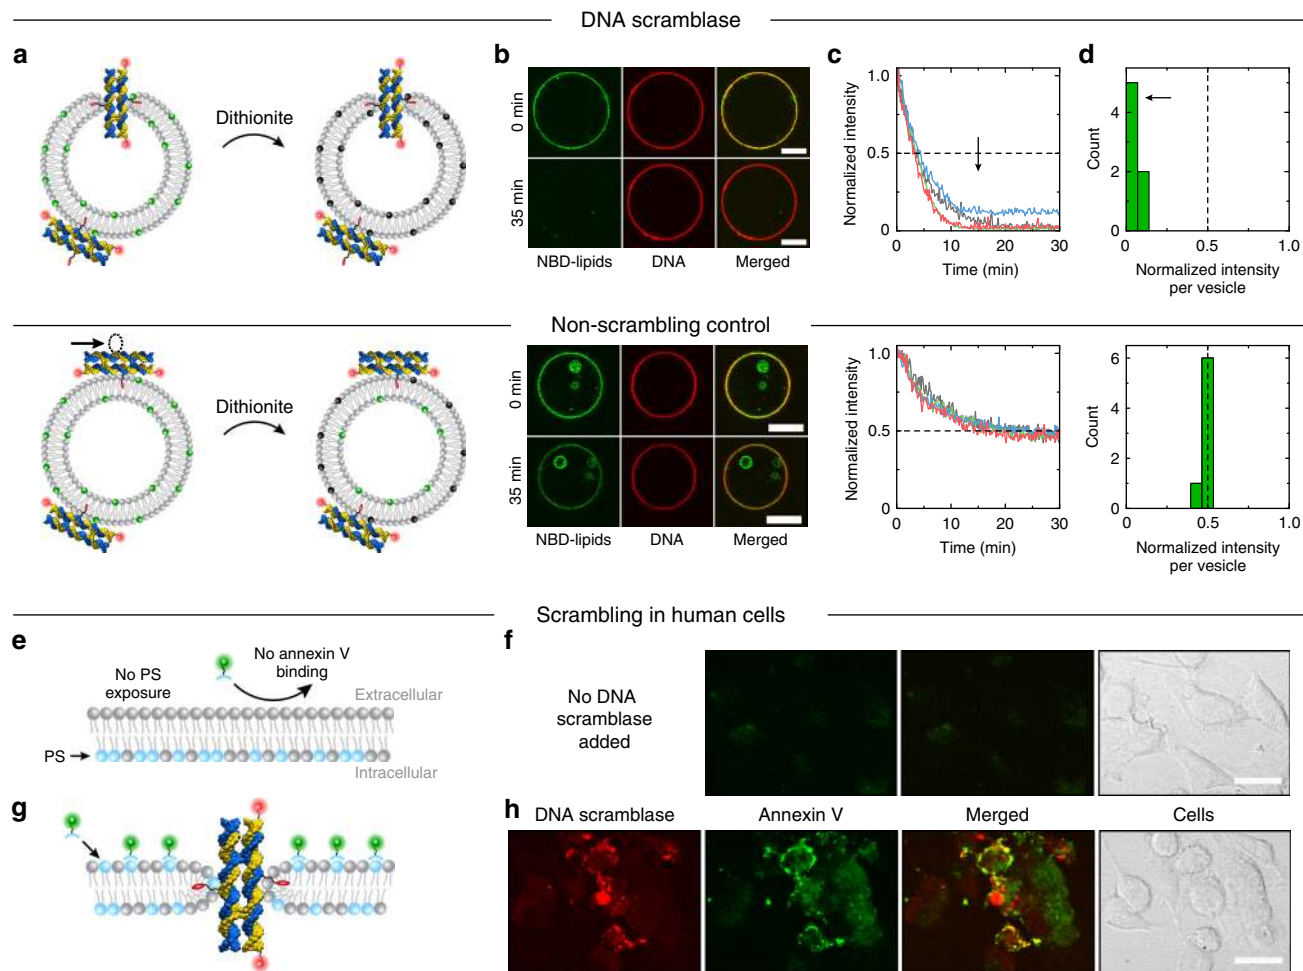 DNA scramblase
a
b
c
d
Dithionite
0 min
35 min
NBD-lipids
DNA
Merged
Normalized intensity
1.0
0.5
0
0
10
20
30
Time (min)
Count
4
2
0
0
0.5
1.0
Normalized intensity
per vesicle
Non-scrambling control
Dithionite
0 min
35 min
NBD-lipids
DNA
Merged
Normalized intensity
1.0
0.5
0
0
10
20
30
Time (min)
Count
6
4
2
0
0
0.5
1.0
Normalized intensity
per vesicle
Scrambling in human cells
e
No PS
exposure
No annexin V
binding
Extracellular
PS
Intracellular
f
No DNA
scramblase
added
g
h
DNA scramblase
Annexin V
Merged
Cells